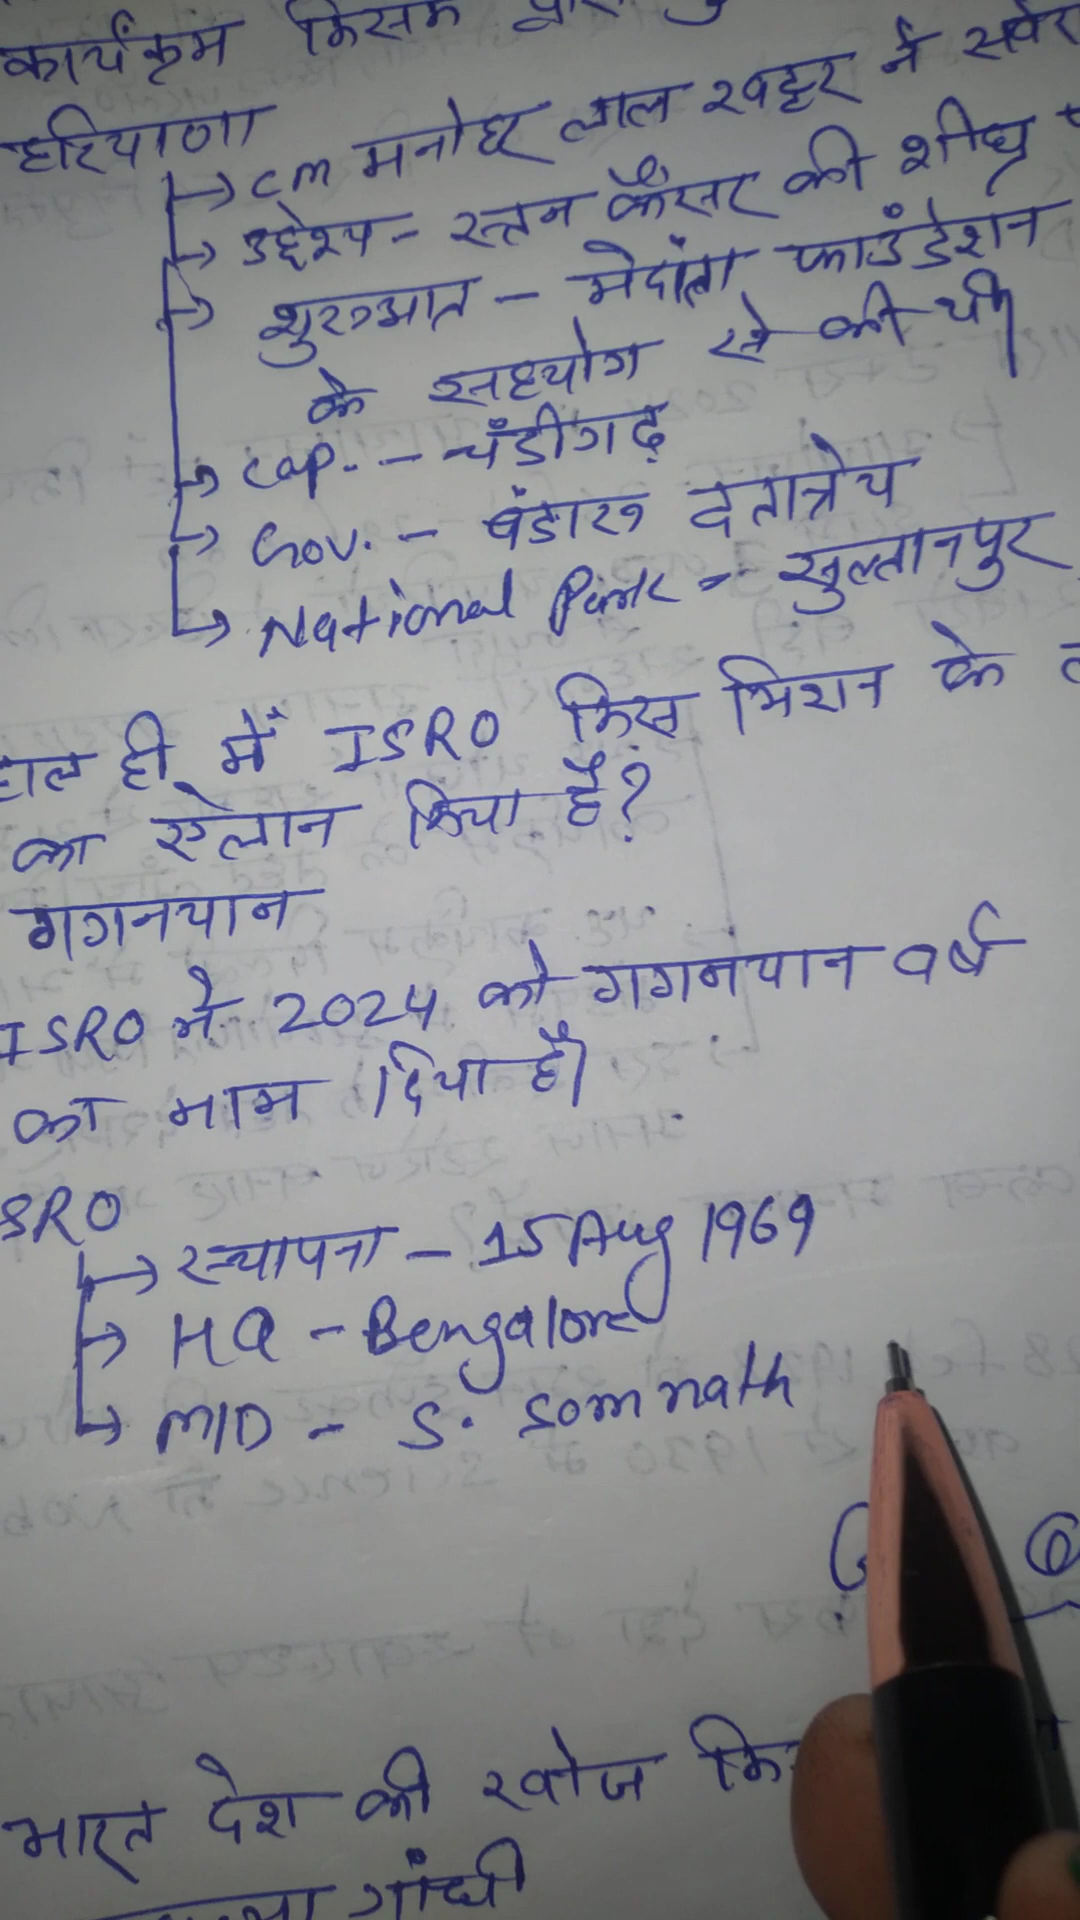 कार्यक्रम किसके
हरियाणा
→ cm मनोहर लाल खट्टर ने सवेरा
→ उद्देश्य - स्तन कैंसर की शीघ्र
→ शुरुआत - मेदांता फाउंडेशन
के सहयोग से की थी।
→ cap. - चंडीगढ़
→ Gov. - बंडारू दतात्रेय
→ National Park - सुल्तानपुर
हाल ही में ISRO किस मिशन के
का ऐलान किया है?
गगनयान
ISRO ने 2024 को गगनयान वर्ष
का नाम दिया है।
SRO
→ स्थापना - 15 Aug 1969
→ HQ - Bengalore
→ M/D - S. Somnath
भारत देश की खोज
गांधी